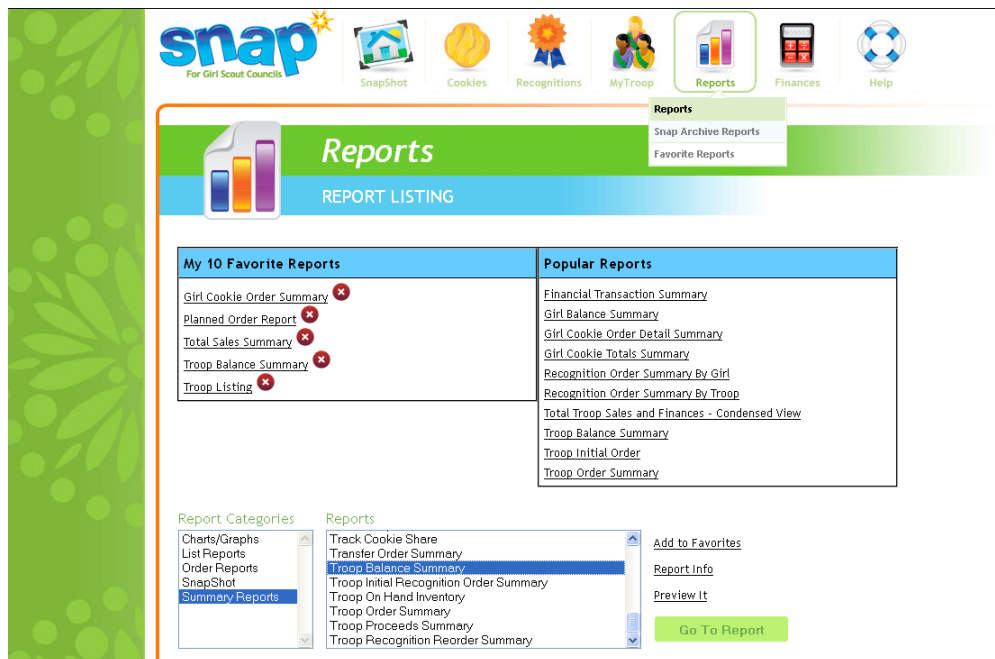 snap
For Girl Scout Councils
SnapShot
Cookies
Recognitions
MyTroop
Reports
Finances
Help
Reports
Snap Archive Reports
Favorite Reports
Reports
REPORT LISTING
My 10 Favorite Reports
Girl Cookie Order Summary
Planned Order Report
Total Sales Summary
Troop Balance Summary
Troop Listing
Popular Reports
Financial Transaction Summary
Girl Balance Summary
Girl Cookie Order Detail Summary
Girl Cookie Totals Summary
Recognition Order Summary By Girl
Recognition Order Summary By Troop
Total Troop Sales and Finances - Condensed View
Troop Balance Summary
Troop Initial Order
Troop Order Summary
Report Categories
Charts/Graphs
List Reports
Order Reports
SnapShot
Summary Reports
Reports
Track Cookie Share
Transfer Order Summary
Troop Balance Summary
Troop Initial Recognition Order Summary
Troop On Hand Inventory
Troop Order Summary
Troop Proceeds Summary
Troop Recognition Reorder Summary
Add to Favorites
Report Info
Preview It
Go To Report